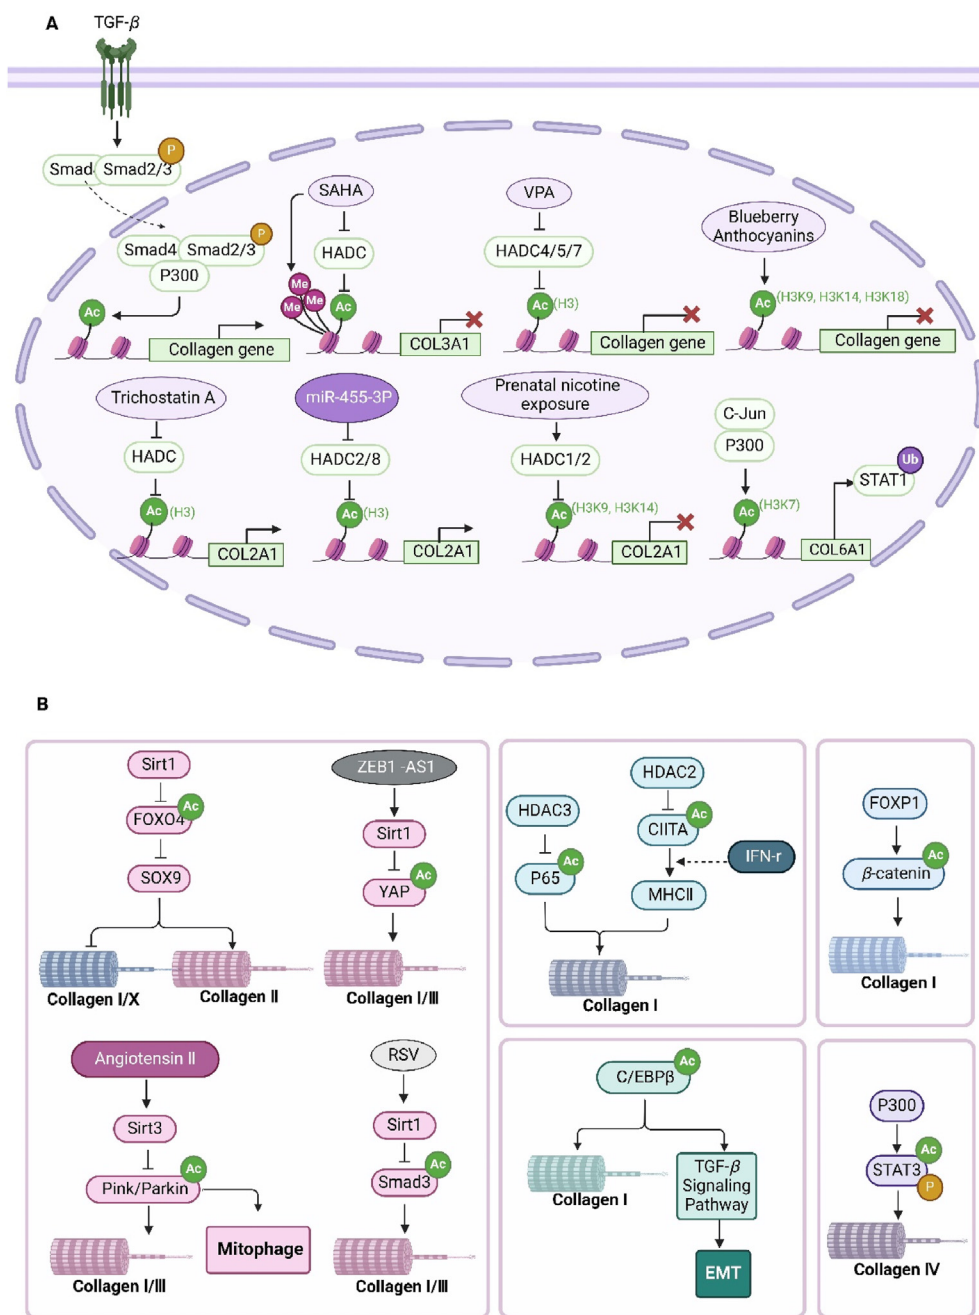 A
TGF-β
Smad
Smad2/3
P
Smad4
Smad2/3
P
P300
Ac
Collagen gene
SAHA
HADC
Me
Me
Me
Ac
COL3A1
VPA
HADC4/5/7
Ac
(H3)
Collagen gene
Blueberry
Anthocyanins
Ac
(H3K9, H3K14, H3K18)
Collagen gene
Trichostatin A
HADC
Ac
(H3)
COL2A1
miR-455-3P
HADC2/8
Ac
(H3)
COL2A1
Prenatal nicotine
exposure
HADC1/2
Ac
(H3K9, H3K14)
COL2A1
C-Jun
P300
Ac
(H3K7)
COL6A1
STAT1
Ub
B
Sirt1
FOXO4
Ac
SOX9
Collagen I/X
Collagen II
ZEB1 -AS1
Sirt1
YAP
Ac
Collagen I/III
Angiotensin II
Sirt3
Pink/Parkin
Ac
Collagen I/III
Mitophage
RSV
Sirt1
Smad3
Ac
Collagen I/III
HDAC3
P65
Ac
HDAC2
CIITA
Ac
IFN-r
MHCII
Collagen I
FOXP1
β-catenin
Ac
Collagen I
C/EBPβ
Ac
Collagen I
TGF-β
Signaling
Pathway
EMT
P300
STAT3
Ac
P
Collagen IV